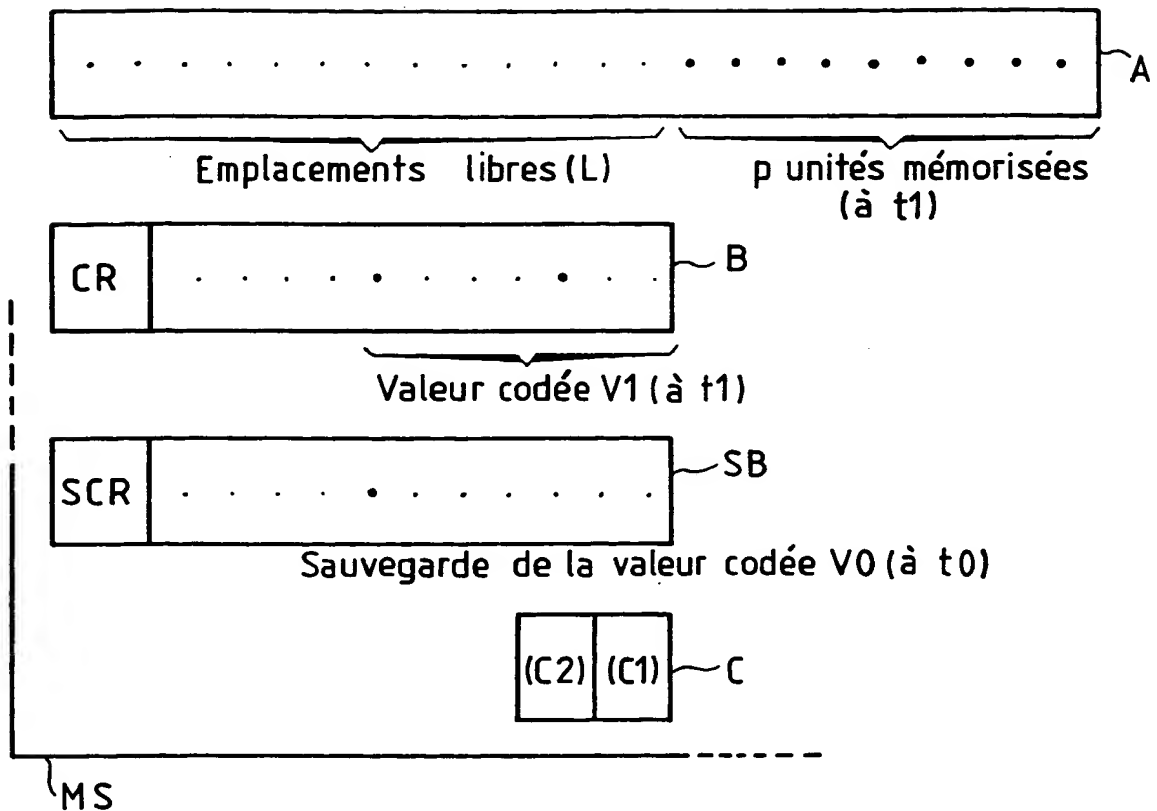 A
Emplacements libres (L)
p unités mémorisées
(à t1)
CR
B
Valeur codée V1 (à t1)
SCR
SB
Sauvegarde de la valeur codée V0 (à t0)
(C2) (C1) C
MS